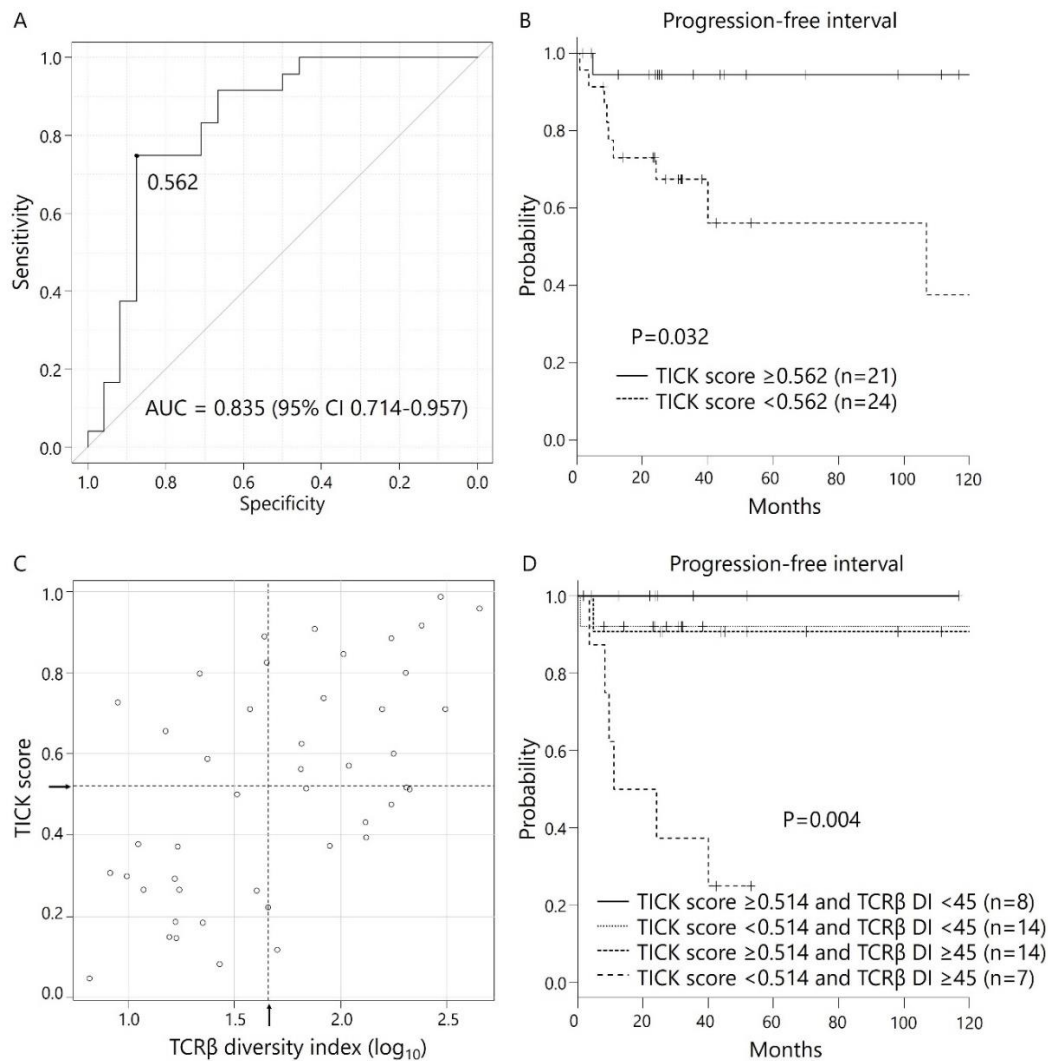 A
Sensitivity
1.0
0.8
0.6
0.4
0.2
0.0
0.562
AUC = 0.835 (95% CI 0.714-0.957)
1.0 0.8 0.6 0.4 0.2 0.0
Specificity
B
Progression-free interval
Probability
1.0
0.8
0.6
0.4
0.2
0.0
P=0.032
TICK score ≥0.562 (n=21)
TICK score <0.562 (n=24)
0 20 40 60 80 100 120
Months
C
TICK score
1.0
0.8
0.6
0.4
0.2
0.0
1.0 1.5 2.0 2.5
TCRβ diversity index (log₁₀)
D
Progression-free interval
Probability
1.0
0.8
0.6
0.4
0.2
0.0
P=0.004
TICK score ≥0.514 and TCRβ DI <45 (n=8)
TICK score <0.514 and TCRβ DI <45 (n=14)
TICK score ≥0.514 and TCRβ DI ≥45 (n=14)
TICK score <0.514 and TCRβ DI ≥45 (n=7)
0 20 40 60 80 100 120
Months